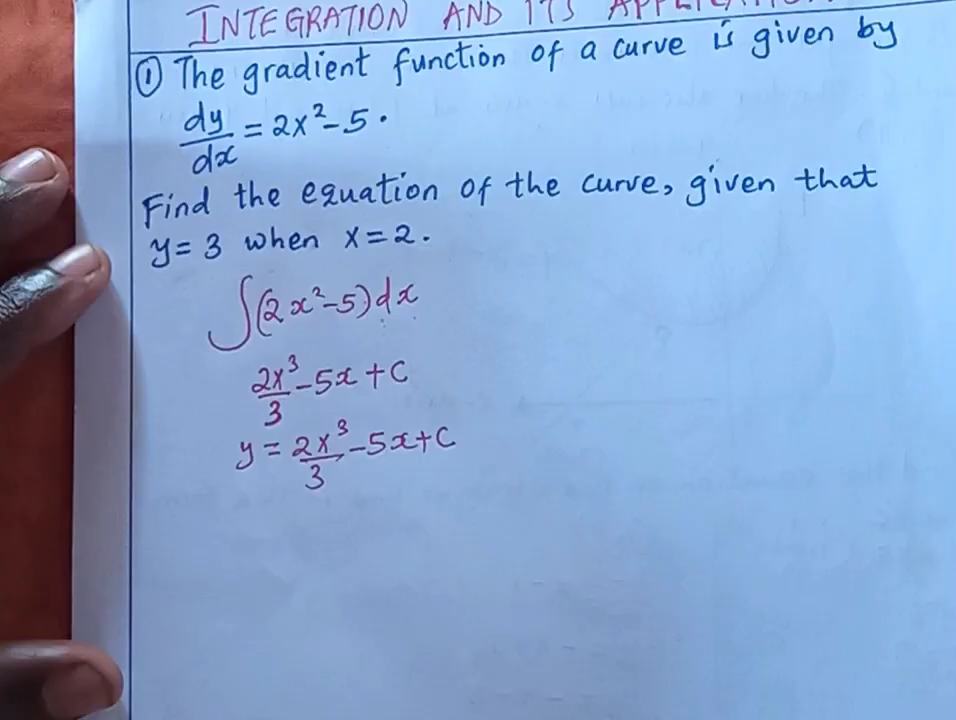 INTEGRATION AND ITS
① The gradient function of a curve is given by
dy/dx = 2x²-5.
Find the equation of the curve, given that
y=3 when x=2.
∫(2x²-5)dx
2x³/3-5x+C
y=2x³/3-5x+C